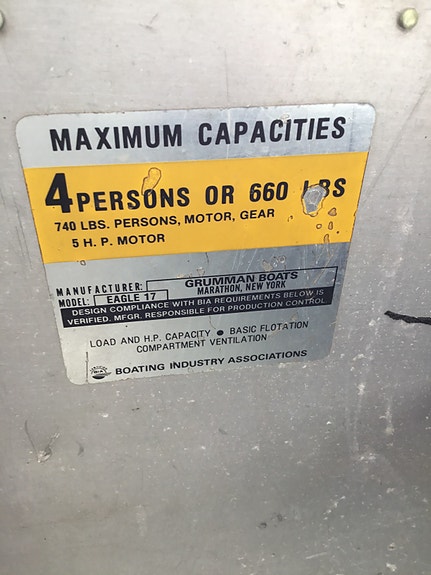 MAXIMUM CAPACITIES
4 PERSONS OR 660 LBS
740 LBS. PERSONS, MOTOR, GEAR
5 H. P. MOTOR
MANUFACTURER: GRUMMAN BOATS
MARATHON, NEW YORK
MODEL: EAGLE 17
DESIGN COMPLIANCE WITH BIA REQUIREMENTS BELOW IS
VERIFIED. MFGR. RESPONSIBLE FOR PRODUCTION CONTROL.
LOAD AND H.P. CAPACITY ● BASIC FLOTATION
COMPARTMENT VENTILATION
BOATING INDUSTRY ASSOCIATIONS